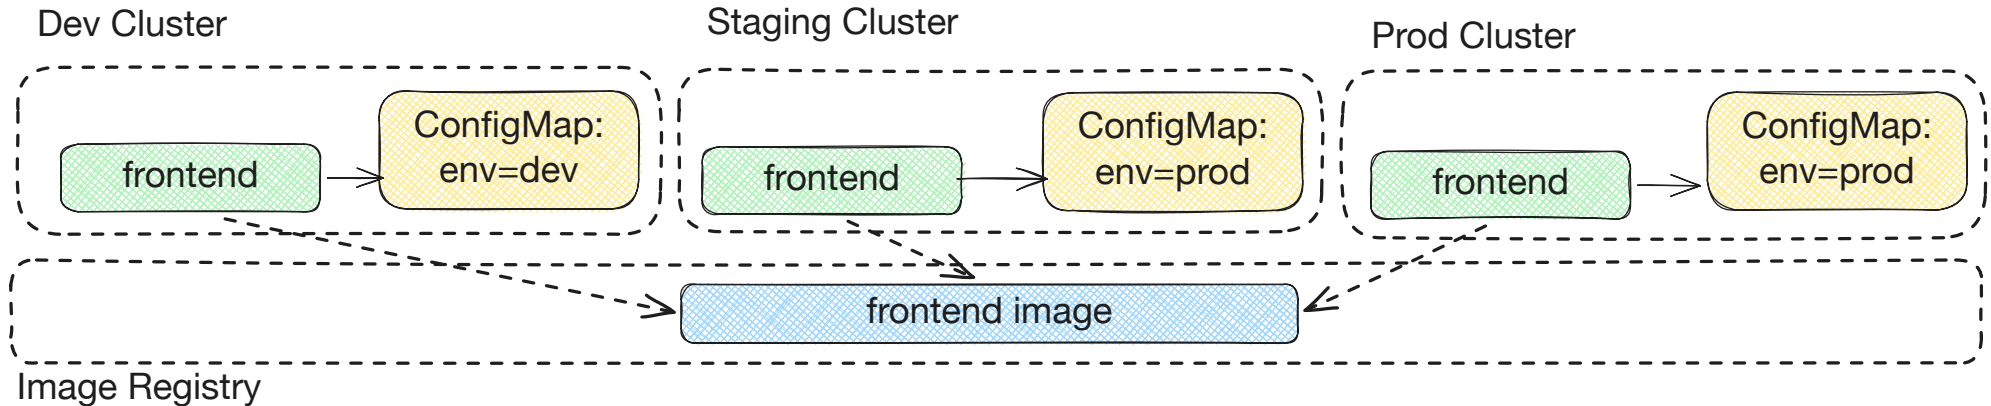 Dev Cluster
Staging Cluster
Prod Cluster
frontend
ConfigMap:
env=dev
frontend
ConfigMap:
env=prod
frontend
ConfigMap:
env=prod
frontend image
Image Registry